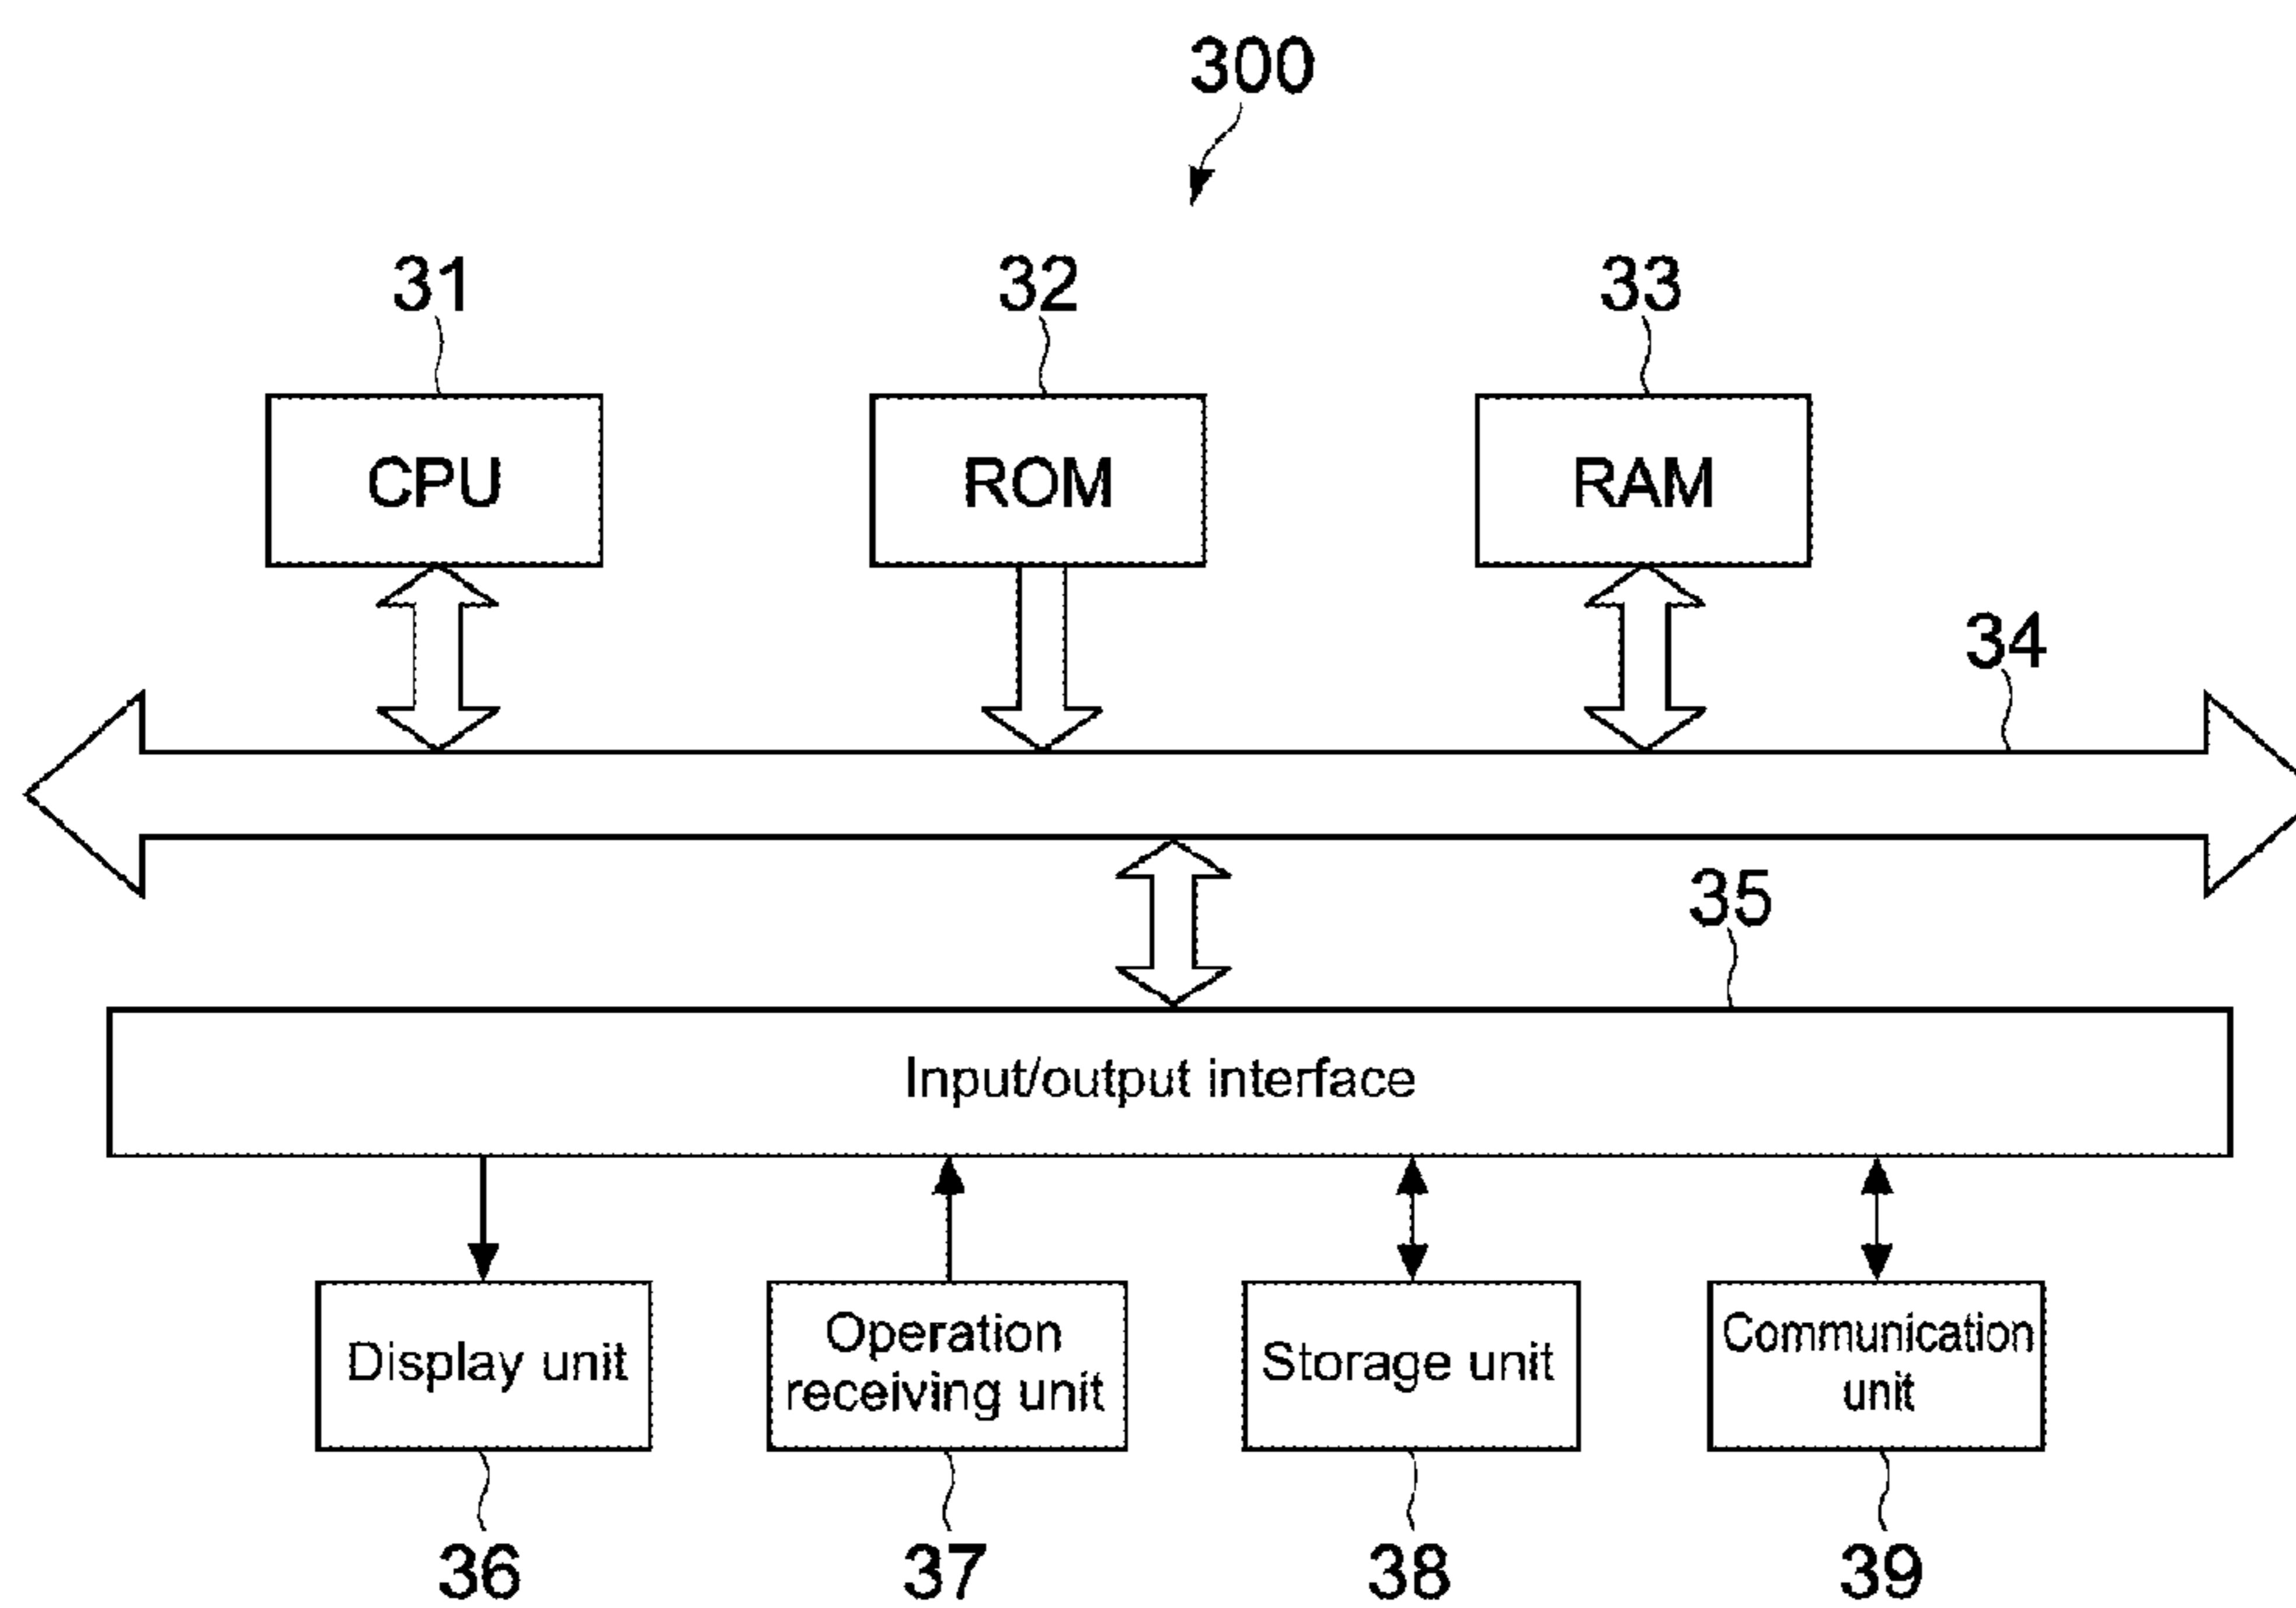 300
31
32
33
CPU
ROM
RAM
34
35
Input/output interface
Display unit
Operation
receiving unit
Storage unit
Communication
unit
36
37
38
39